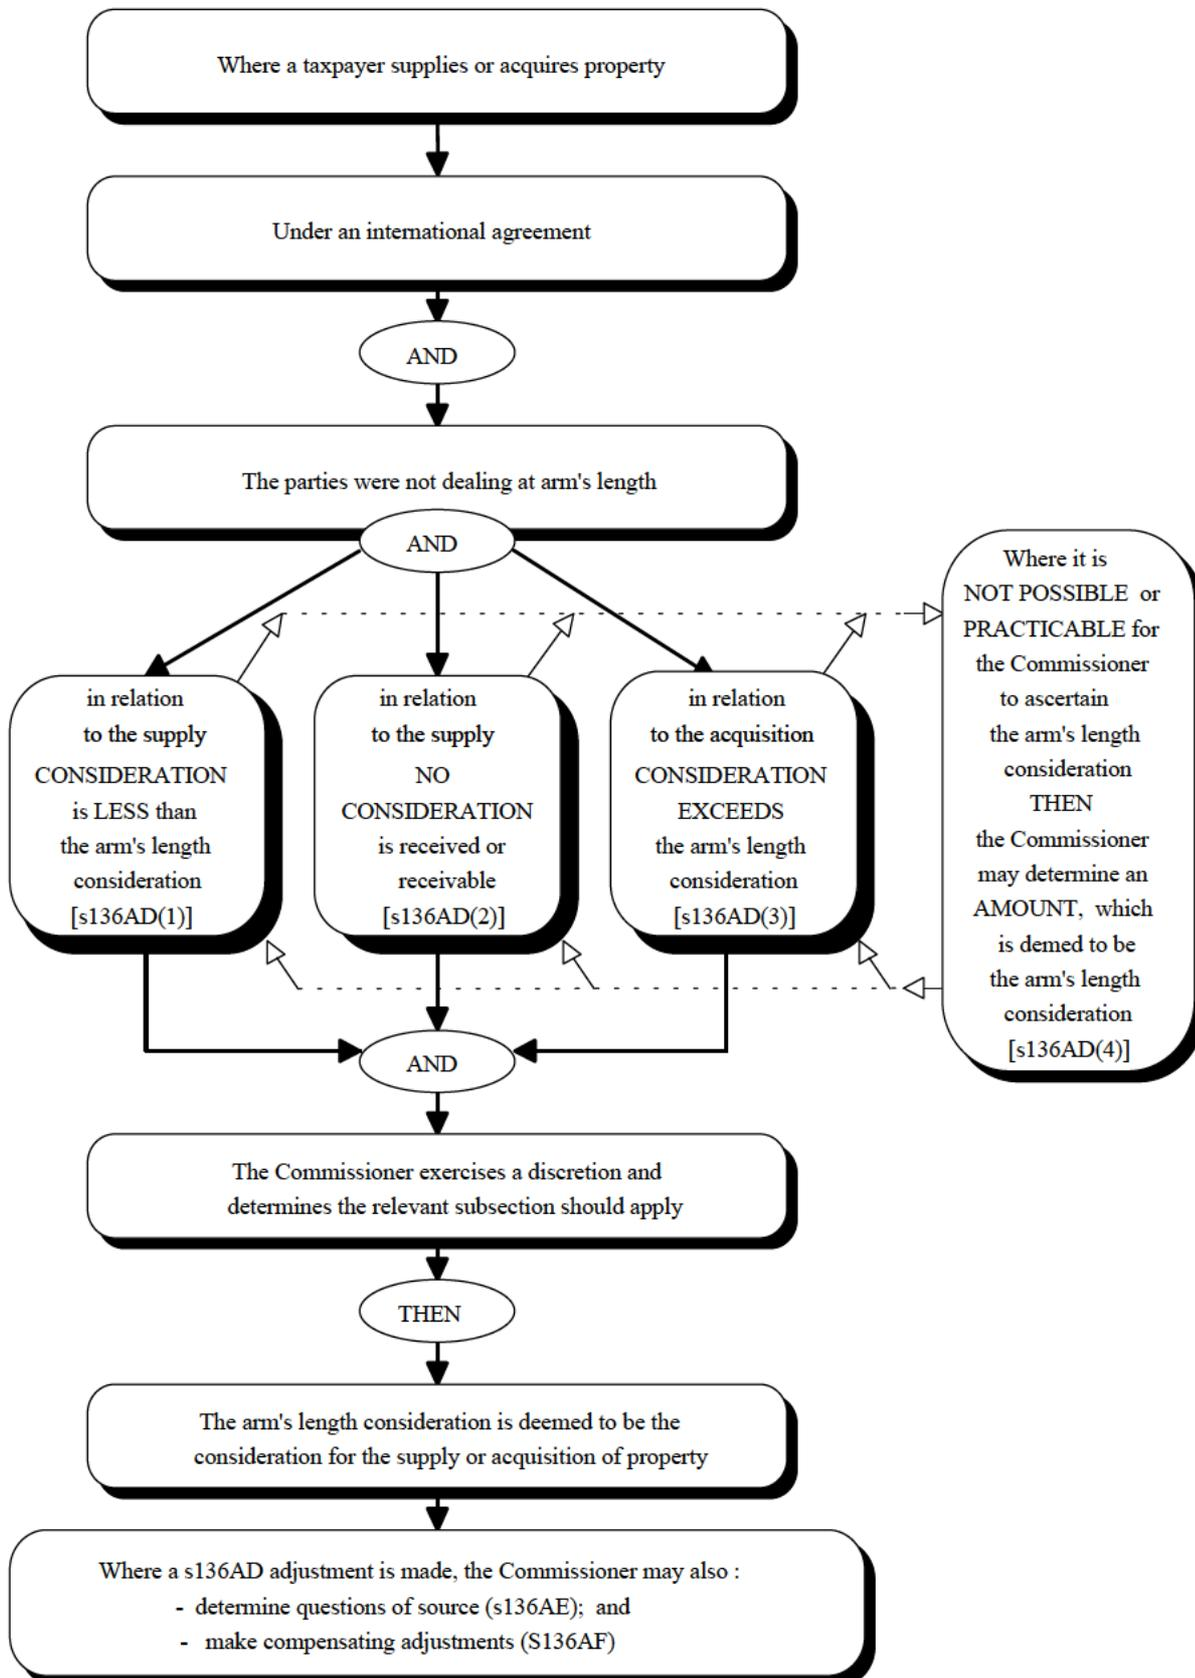 Where a taxpayer supplies or acquires property
Under an international agreement
AND
The parties were not dealing at arm's length
AND
in relation
to the supply
CONSIDERATION
is LESS than
the arm's length
consideration
[s136AD(1)]
in relation
to the supply
NO
CONSIDERATION
is received or
receivable
[s136AD(2)]
in relation
to the acquisition
CONSIDERATION
EXCEEDS
the arm's length
consideration
[s136AD(3)]
Where it is
NOT POSSIBLE or
PRACTICABLE for
the Commissioner
to ascertain
the arm's length
consideration
THEN
the Commissioner
may determine an
AMOUNT, which
is demed to be
the arm's length
consideration
[s136AD(4)]
AND
The Commissioner exercises a discretion and
determines the relevant subsection should apply
THEN
The arm's length consideration is deemed to be the
consideration for the supply or acquisition of property
Where a s136AD adjustment is made, the Commissioner may also :
- determine questions of source (s136AE); and
- make compensating adjustments (S136AF)